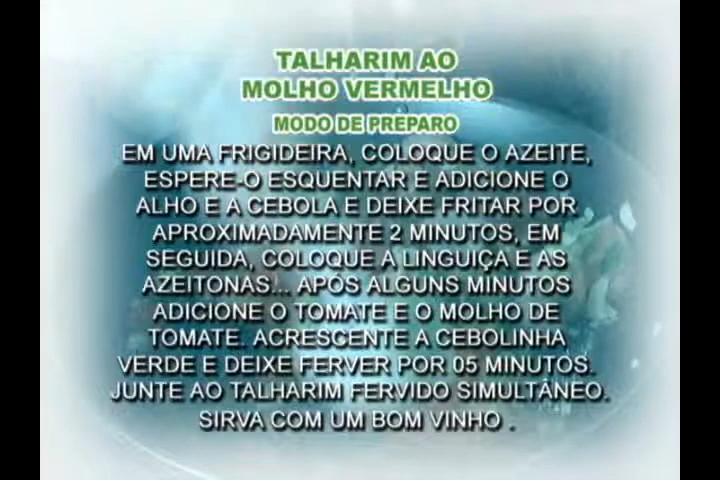 TALHARIM AO
MOLHO VERMELHO
MODO DE PREPARO
EM UMA FRIGIDEIRA, COLOQUE O AZEITE,
ESPERE-O ESQUENTAR E ADICIONE O
ALHO E A CEBOLA E DEIXE FRITAR POR
APROXIMADAMENTE 2 MINUTOS, EM
SEGUIDA, COLOQUE A LINGUIÇA E AS
AZEITONAS... APÓS ALGUNS MINUTOS
ADICIONE O TOMATE E O MOLHO DE
TOMATE. ACRESCENTE A CEBOLINHA
VERDE E DEIXE FERVER POR 05 MINUTOS.
JUNTE AO TALHARIM FERVIDO SIMULTÂNEO.
SIRVA COM UM BOM VINHO .